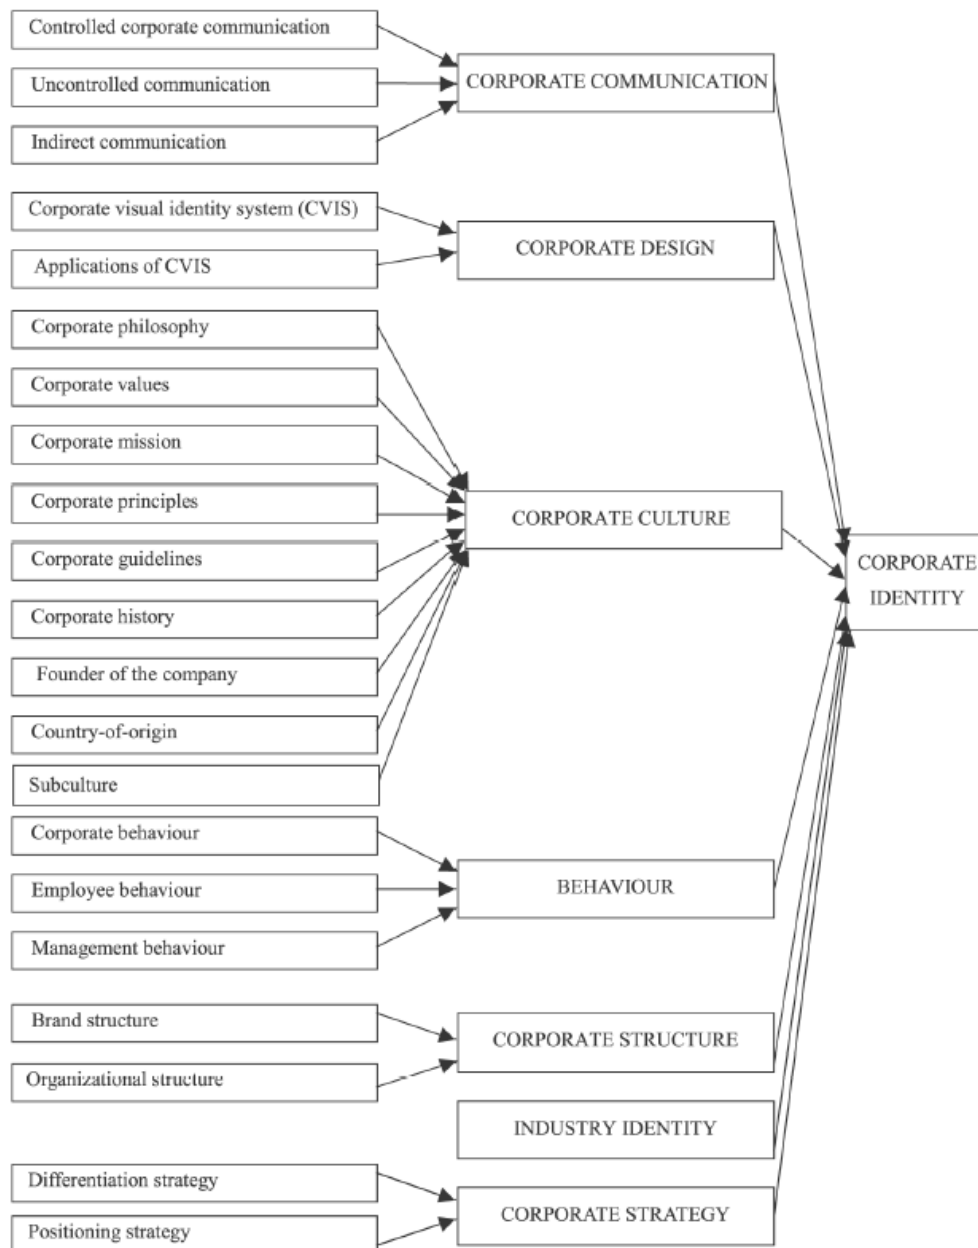 Controlled corporate communication
Uncontrolled communication
Indirect communication
CORPORATE COMMUNICATION
Corporate visual identity system (CVIS)
Applications of CVIS
CORPORATE DESIGN
Corporate philosophy
Corporate values
Corporate mission
Corporate principles
Corporate guidelines
Corporate history
Founder of the company
Country-of-origin
Subculture
CORPORATE CULTURE
Corporate behaviour
Employee behaviour
Management behaviour
BEHAVIOUR
Brand structure
Organizational structure
CORPORATE STRUCTURE
INDUSTRY IDENTITY
Differentiation strategy
Positioning strategy
CORPORATE STRATEGY
CORPORATE
IDENTITY